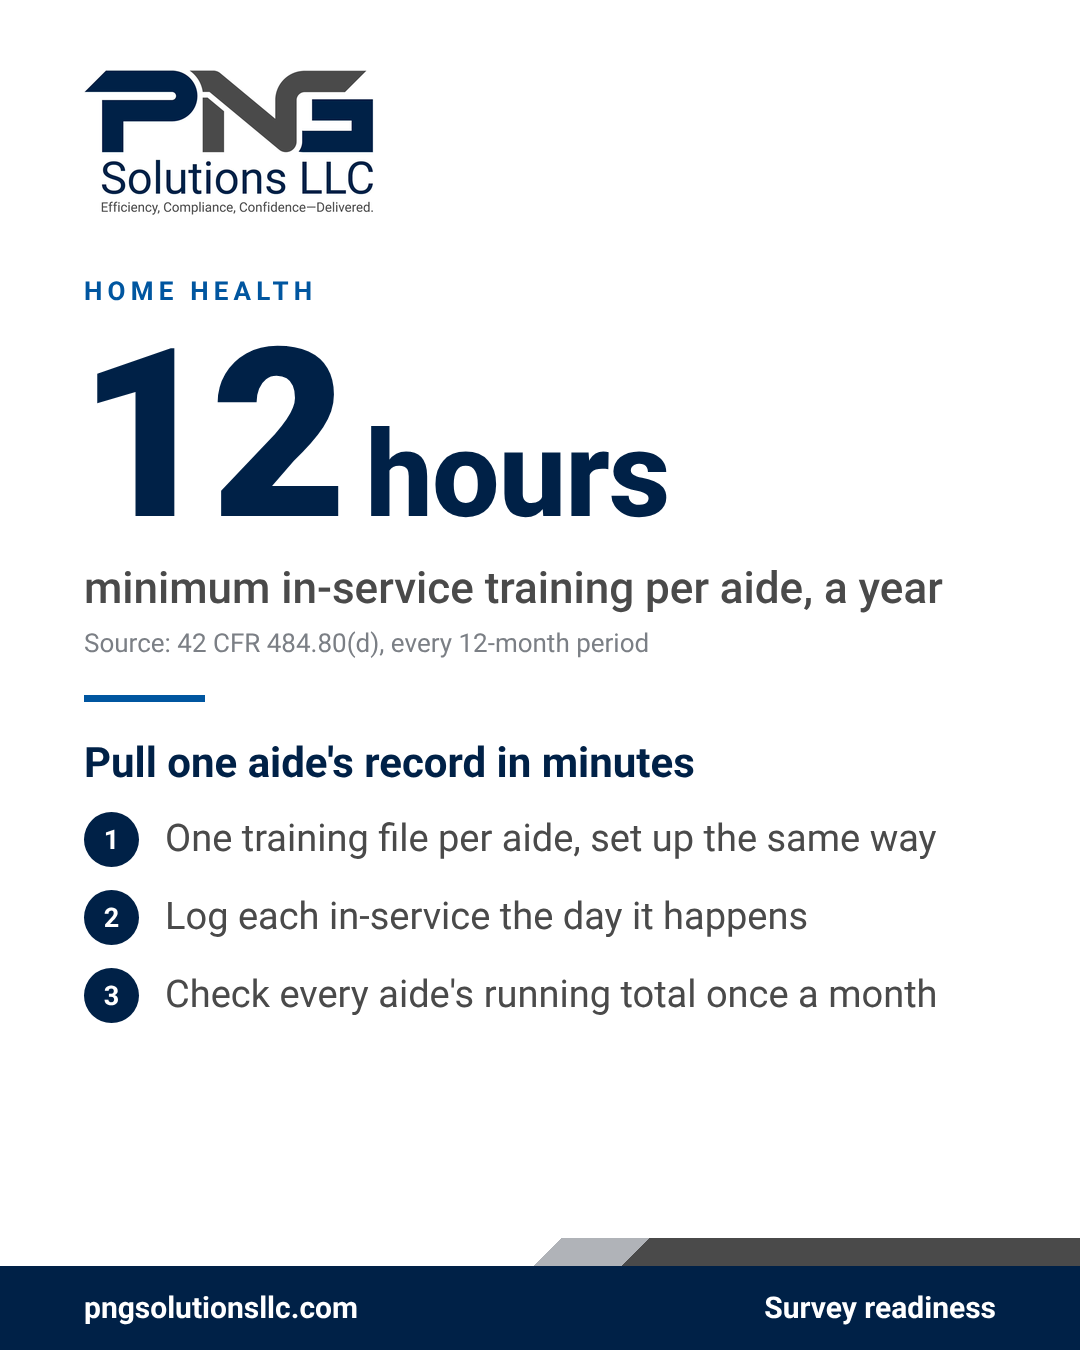 PNG
Solutions LLC
Efficiency, Compliance, Confidence—Delivered.
HOME HEALTH
12 hours
minimum in-service training per aide, a year
Source: 42 CFR 484.80(d), every 12-month period
Pull one aide's record in minutes
1 One training file per aide, set up the same way
2 Log each in-service the day it happens
3 Check every aide's running total once a month
pngsolutionsllc.com Survey readiness